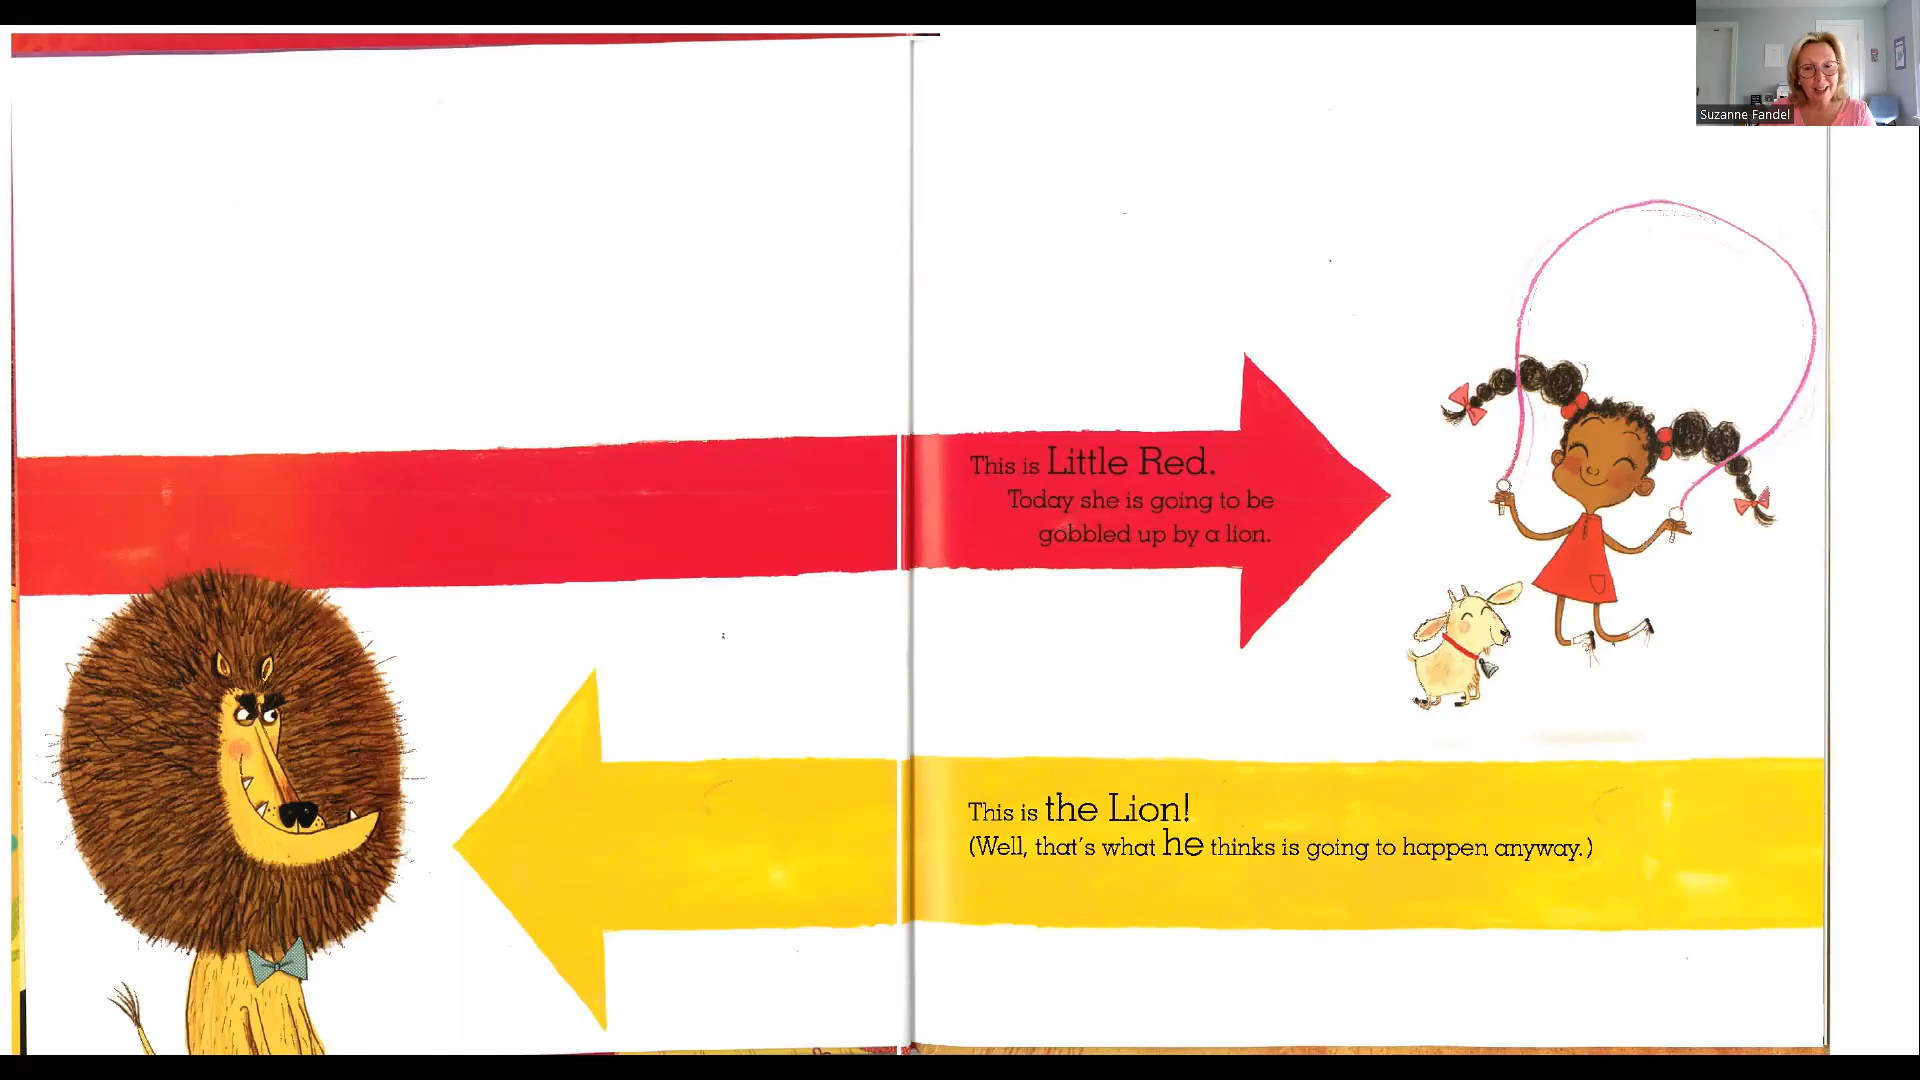 Suzanne Fandel
This is Little Red.
Today she is going to be
gobbled up by a lion.
This is the Lion!
(Well, that's what he thinks is going to happen anyway.)